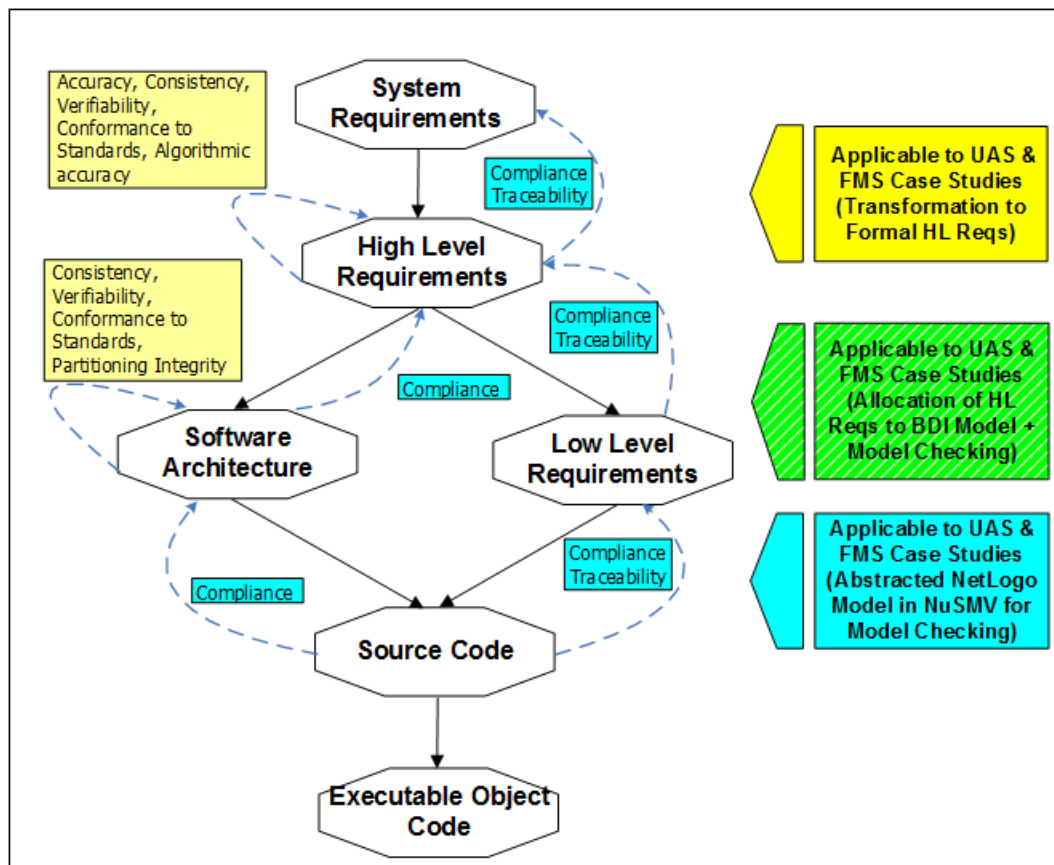 Accuracy, Consistency,
Verifiability,
Conformance to
Standards, Algorithmic
accuracy
System
Requirements
Compliance
Traceability
Applicable to UAS &
FMS Case Studies
(Transformation to
Formal HL Reqs)
High Level
Requirements
Consistency,
Verifiability,
Conformance to
Standards,
Partitioning Integrity
Compliance
Traceability
Compliance
Applicable to UAS &
FMS Case Studies
(Allocation of HL
Reqs to BDI Model +
Model Checking)
Software
Architecture
Low Level
Requirements
Compliance
Compliance
Traceability
Applicable to UAS &
FMS Case Studies
(Abstracted NetLogo
Model in NuSMV for
Model Checking)
Source Code
Executable Object
Code